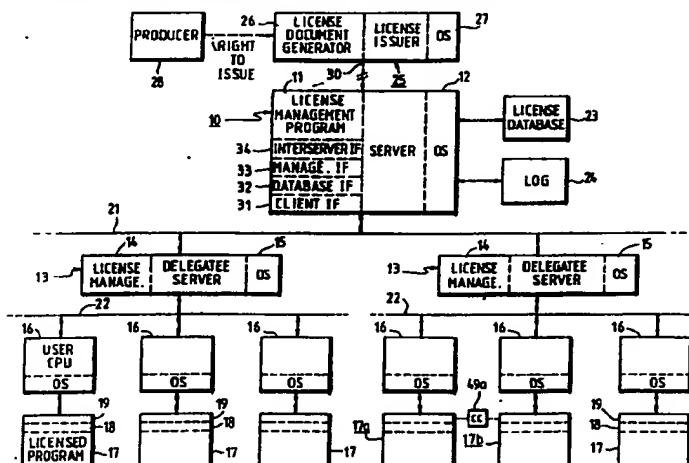 26 LICENSE DOCUMENT GENERATOR LICENSE ISSUER OS 27
PRODUCER
28
RIGHT TO ISSUE
30 25
11 12
10 LICENSE MANAGEMENT PROGRAM SERVER OS
34 INTERSERVER IF
33 MANAGE. IF
32 DATABASE IF
31 CLIENT IF
LICENSE DATABASE 23
LOG 24
21
14 15 14 15
13 LICENSE MANAGE. DELEGATEE SERVER OS 13 LICENSE MANAGE. DELEGATEE SERVER OS
22 22
16 16 16 16 16 16
USER CPU
OS OS OS OS OS OS
49a
CC
19 19 19
18 18 18
LICENSED PROGRAM 17 17 17 17a 17b 17